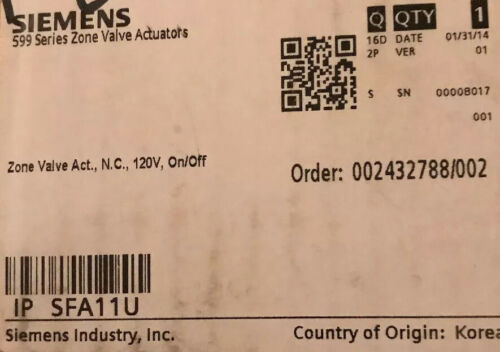 SIEMENS
599 Series Zone Valve Actuators
Q QTY 1
16D DATE 01/31/14
2P VER 01
S SN 00008017
001
Zone Valve Act., N.C., 120V, On/Off
Order: 002432788/002
IP SFA11U
Siemens Industry, Inc.
Country of Origin: Korea